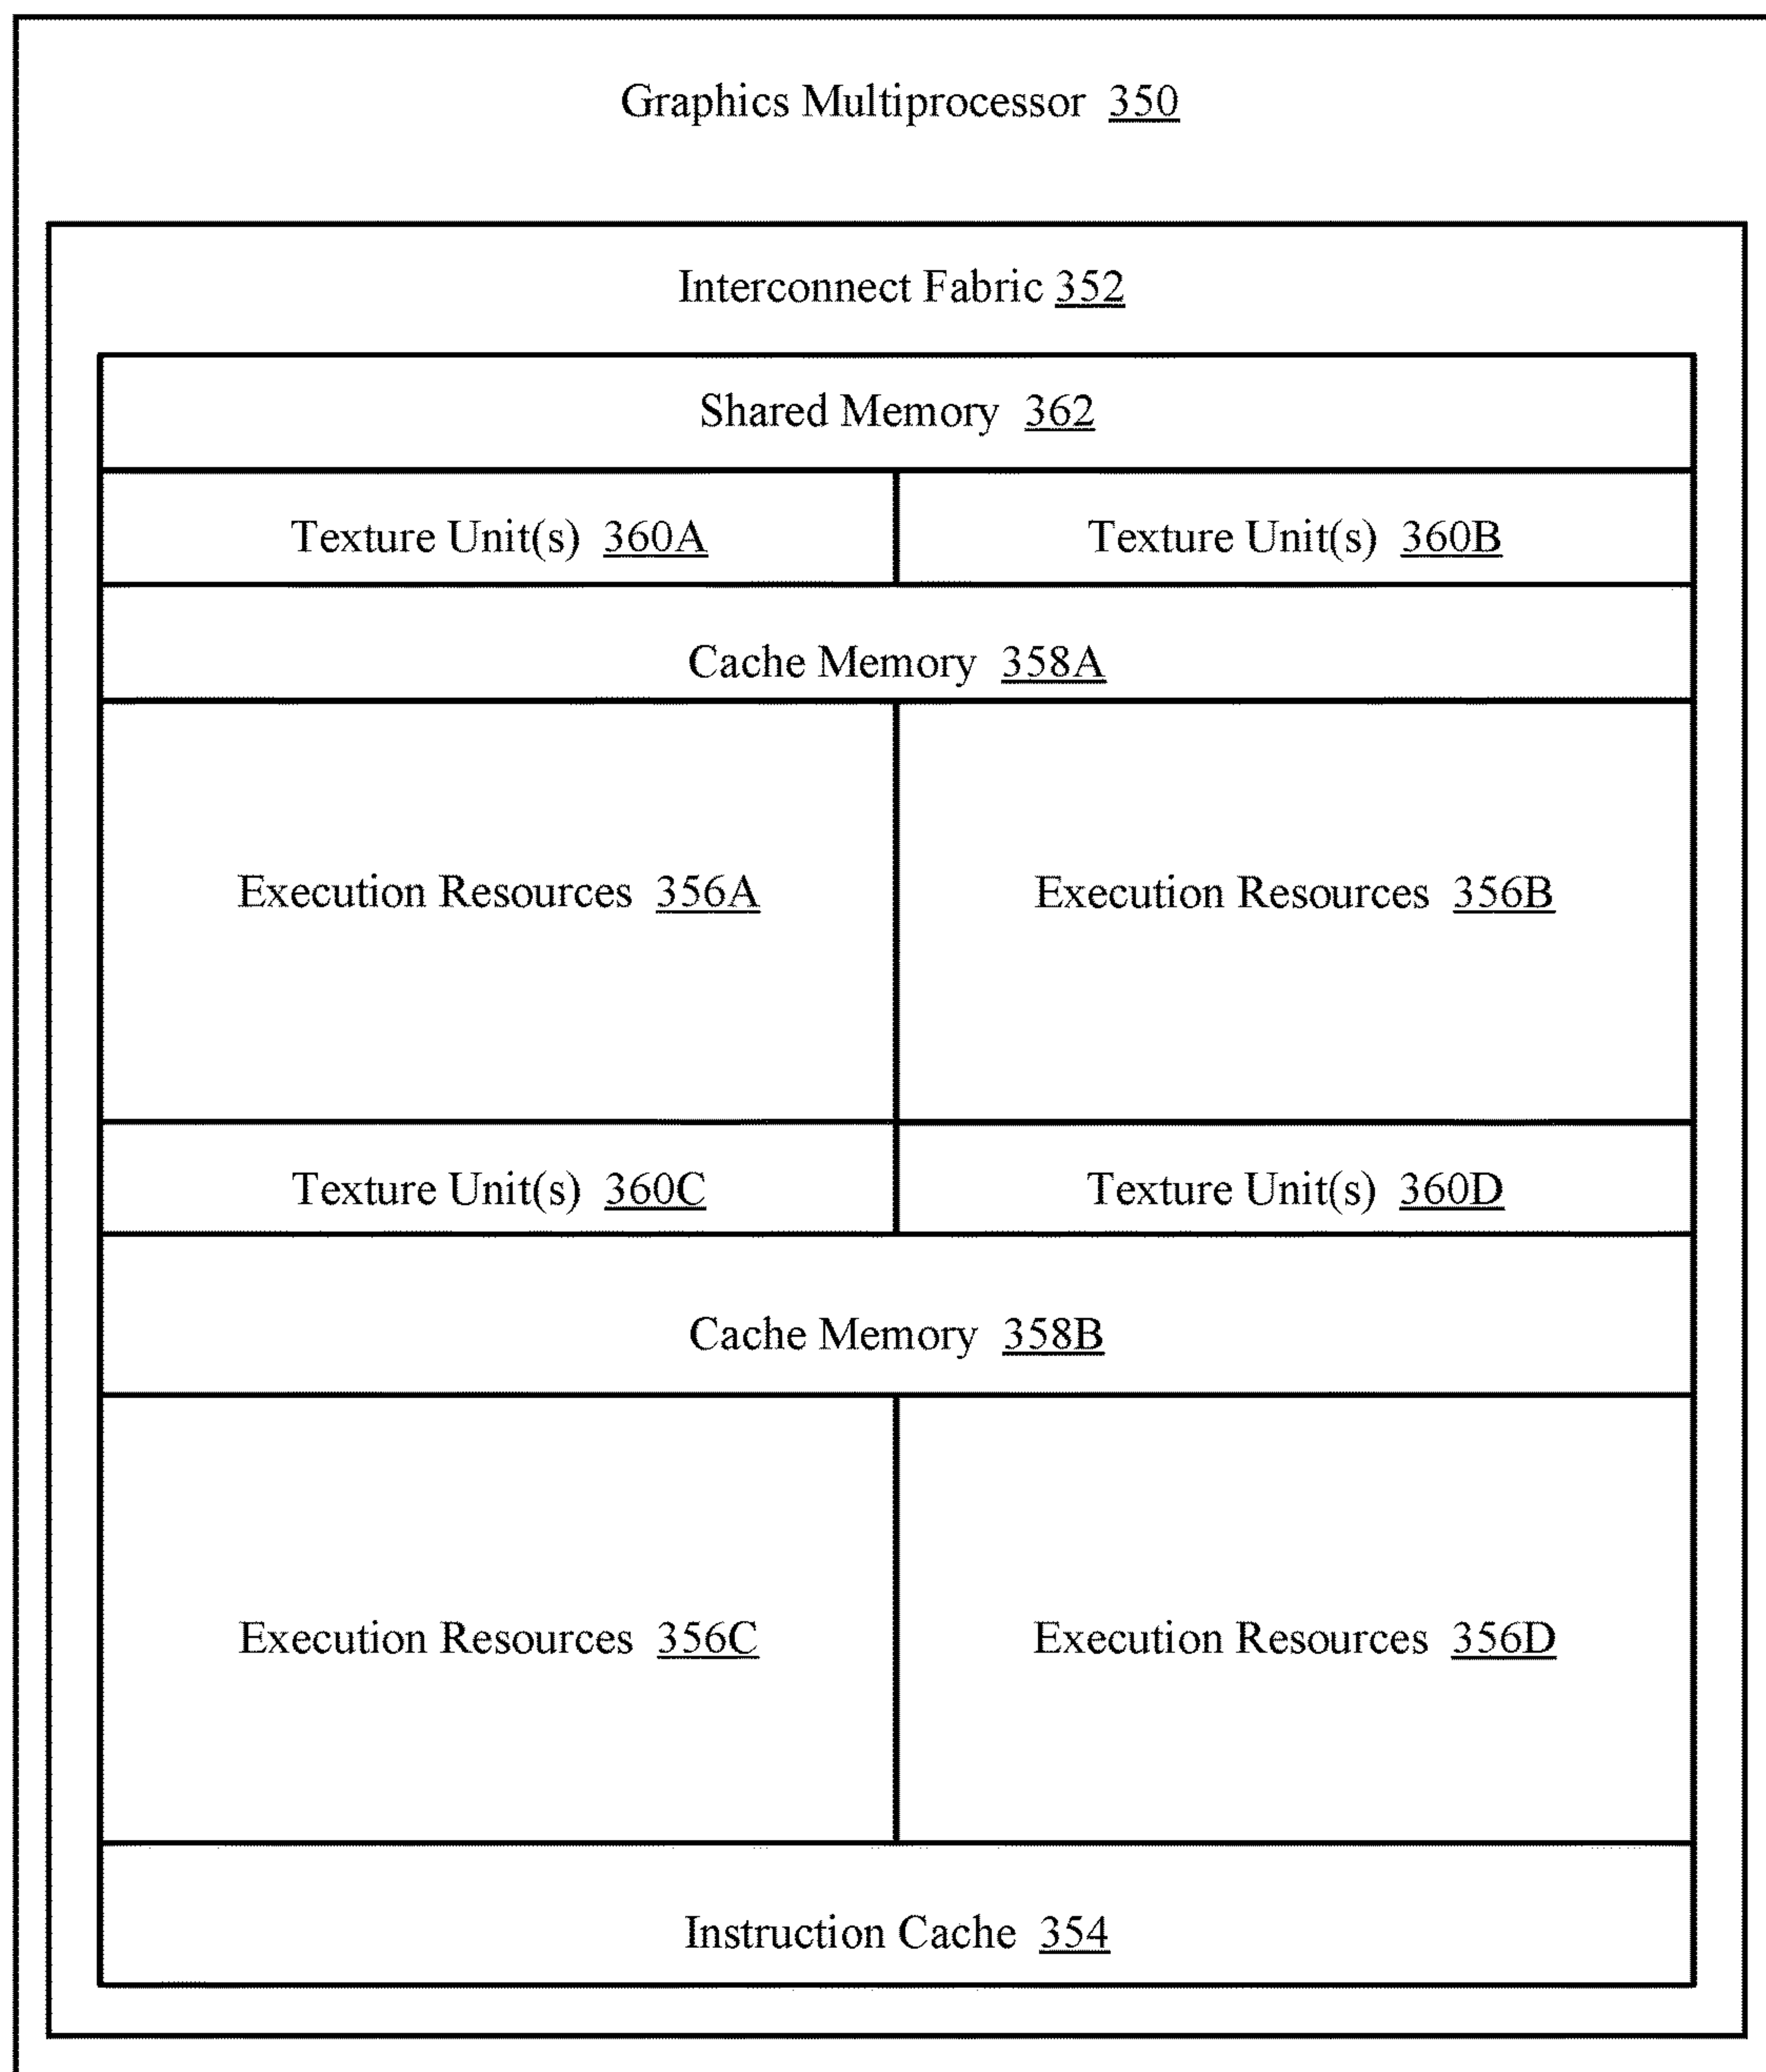 Graphics Multiprocessor 350
Interconnect Fabric 352
Shared Memory 362
Texture Unit(s) 360A
Texture Unit(s) 360B
Cache Memory 358A
Execution Resources 356A
Execution Resources 356B
Texture Unit(s) 360C
Texture Unit(s) 360D
Cache Memory 358B
Execution Resources 356C
Execution Resources 356D
Instruction Cache 354